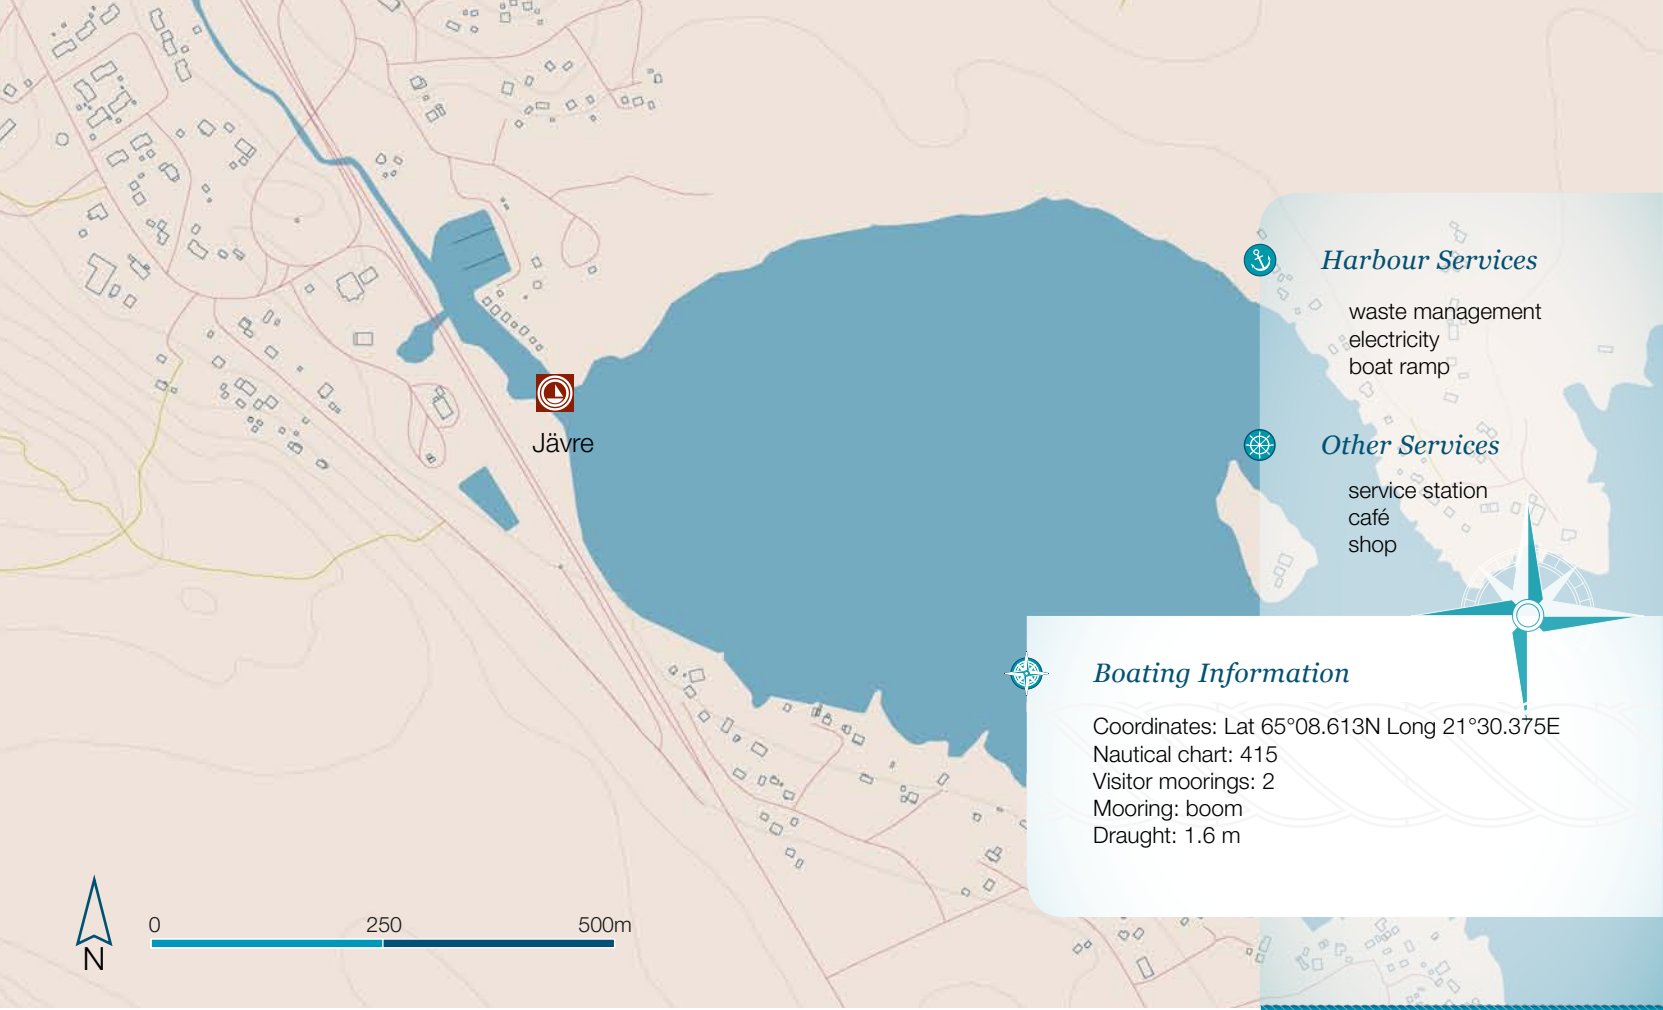 Harbour Services
waste management
electricity
boat ramp
Jävre
Other Services
service station
café
shop
Boating Information
Coordinates: Lat 65°08.613N Long 21°30.375E
Nautical chart: 415
Visitor moorings: 2
Mooring: boom
Draught: 1.6 m
0 250 500m
N